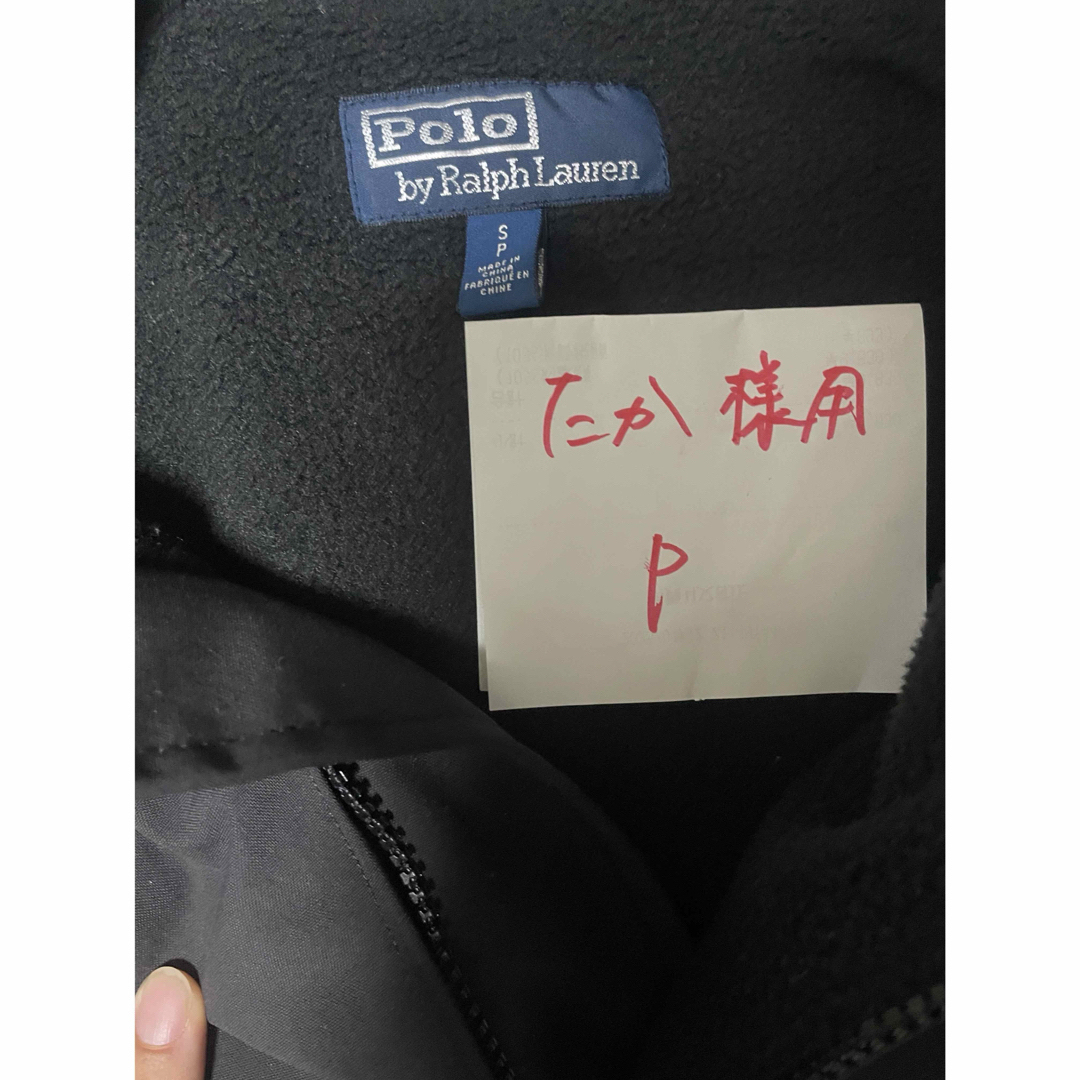 Polo
by Ralph Lauren
S
P
MADE IN
CHINA
FABRIQUÉ EN
CHINE
たか様用
P